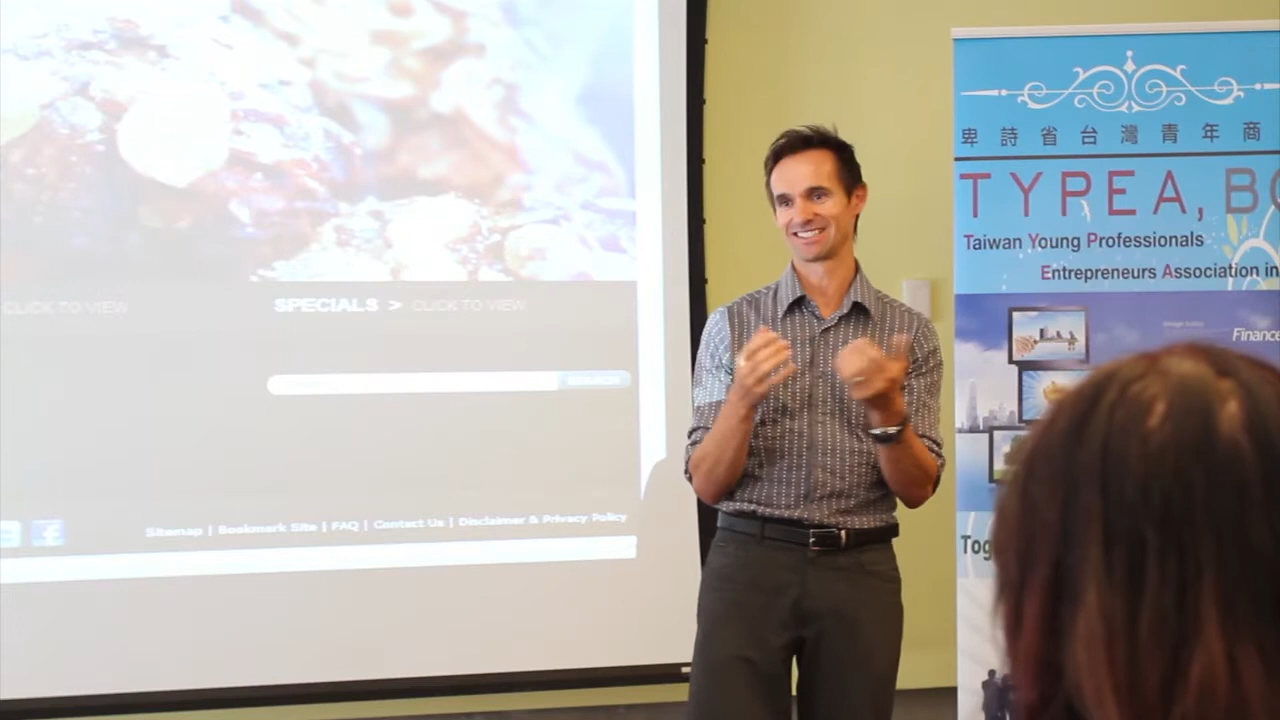 CLICK TO VIEW
SPECIALS > CLICK TO VIEW
Sitemap | Bookmark Site | FAQ | Contact Us | Disclaimer & Privacy Policy
卑詩省台灣青年商
TYPEA, BC
Taiwan Young Professionals
Entrepreneurs Association in
Finance
Tog